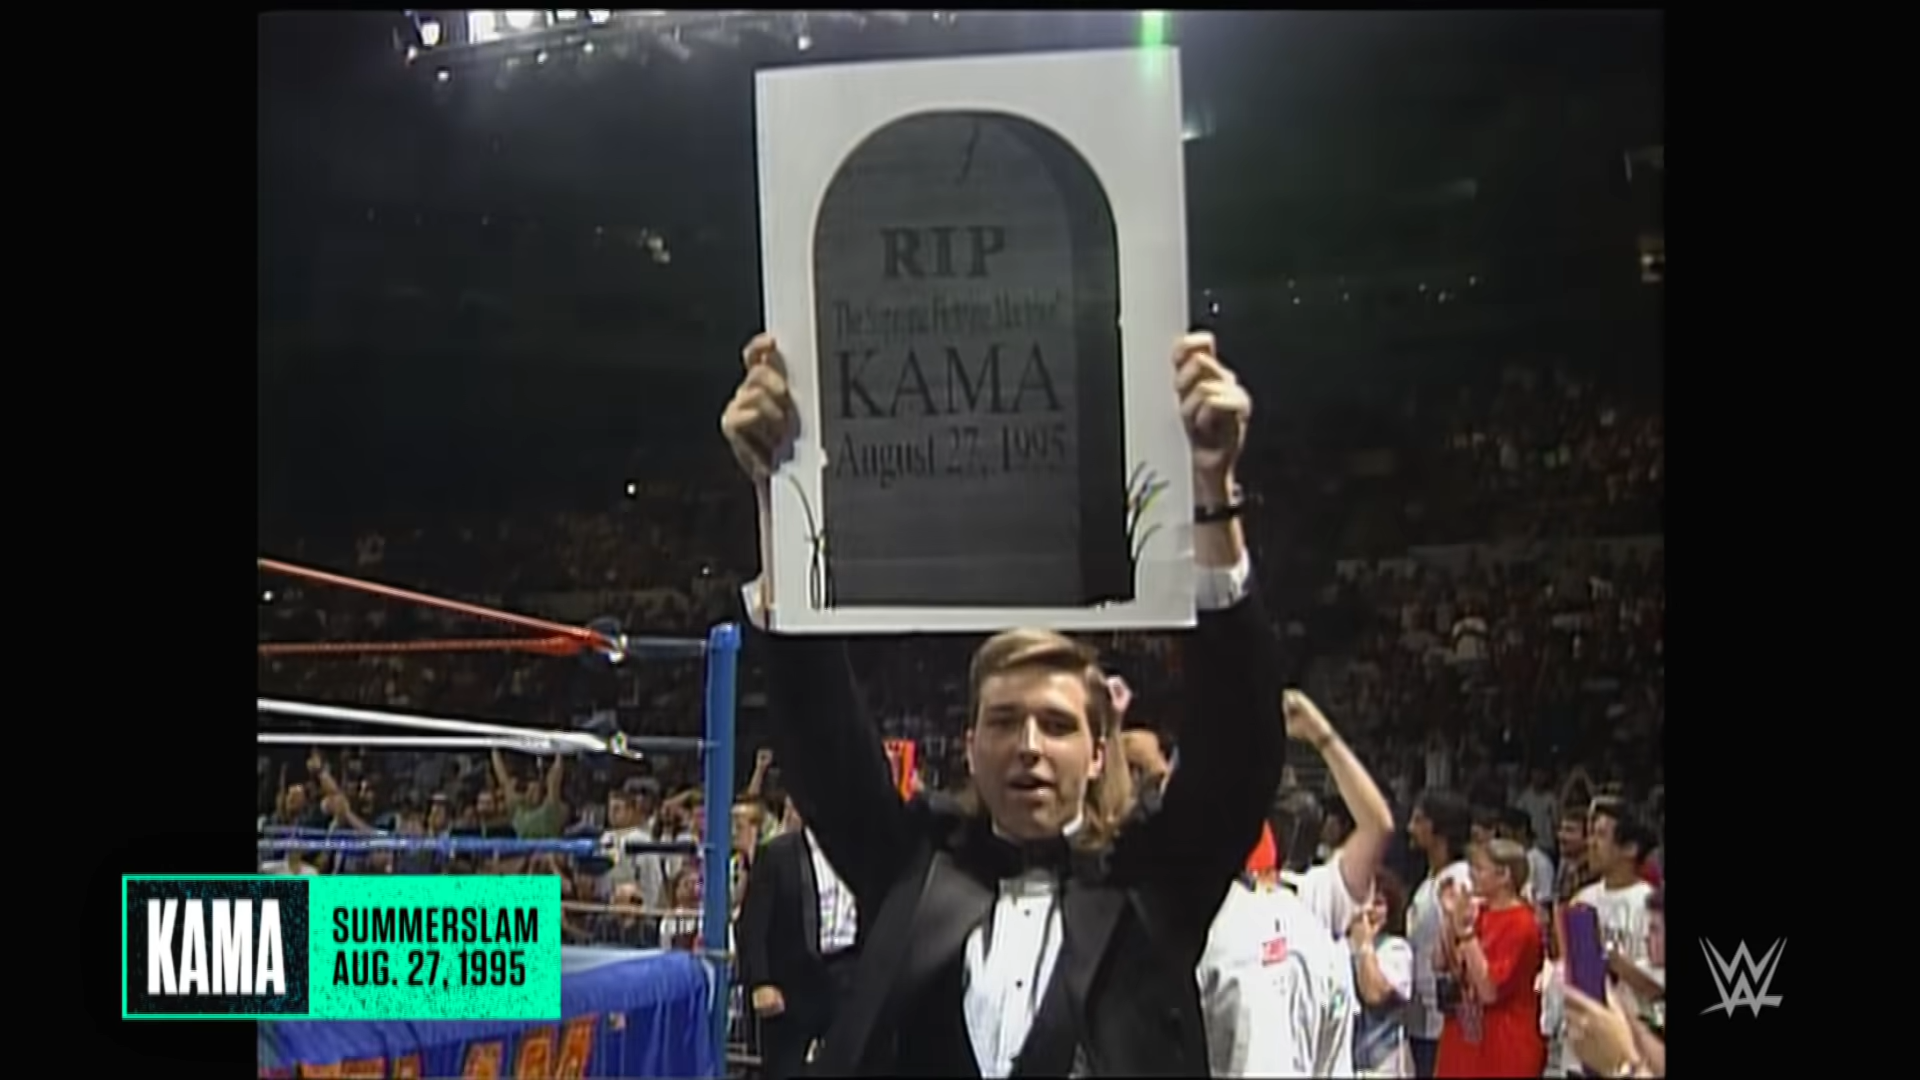 RIP
The Supreme Fighting Machine
KAMA
August 27, 1995
KAMA
SUMMERSLAM
AUG. 27, 1995
W